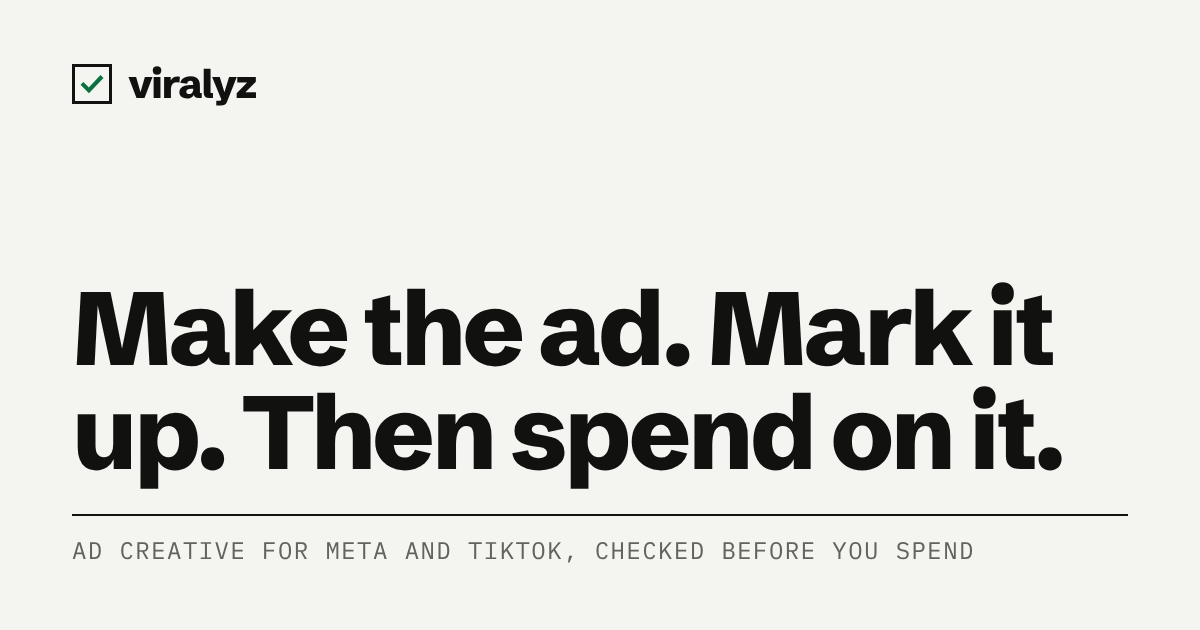 viralyz
Make the ad. Mark it
up. Then spend on it.
AD CREATIVE FOR META AND TIKTOK, CHECKED BEFORE YOU SPEND